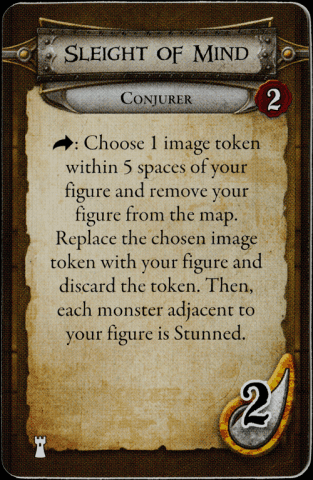 Sleight of Mind
Conjurer
2
: Choose 1 image token
within 5 spaces of your
figure and remove your
figure from the map.
Replace the chosen image
token with your figure and
discard the token. Then,
each monster adjacent to
your figure is Stunned.
2